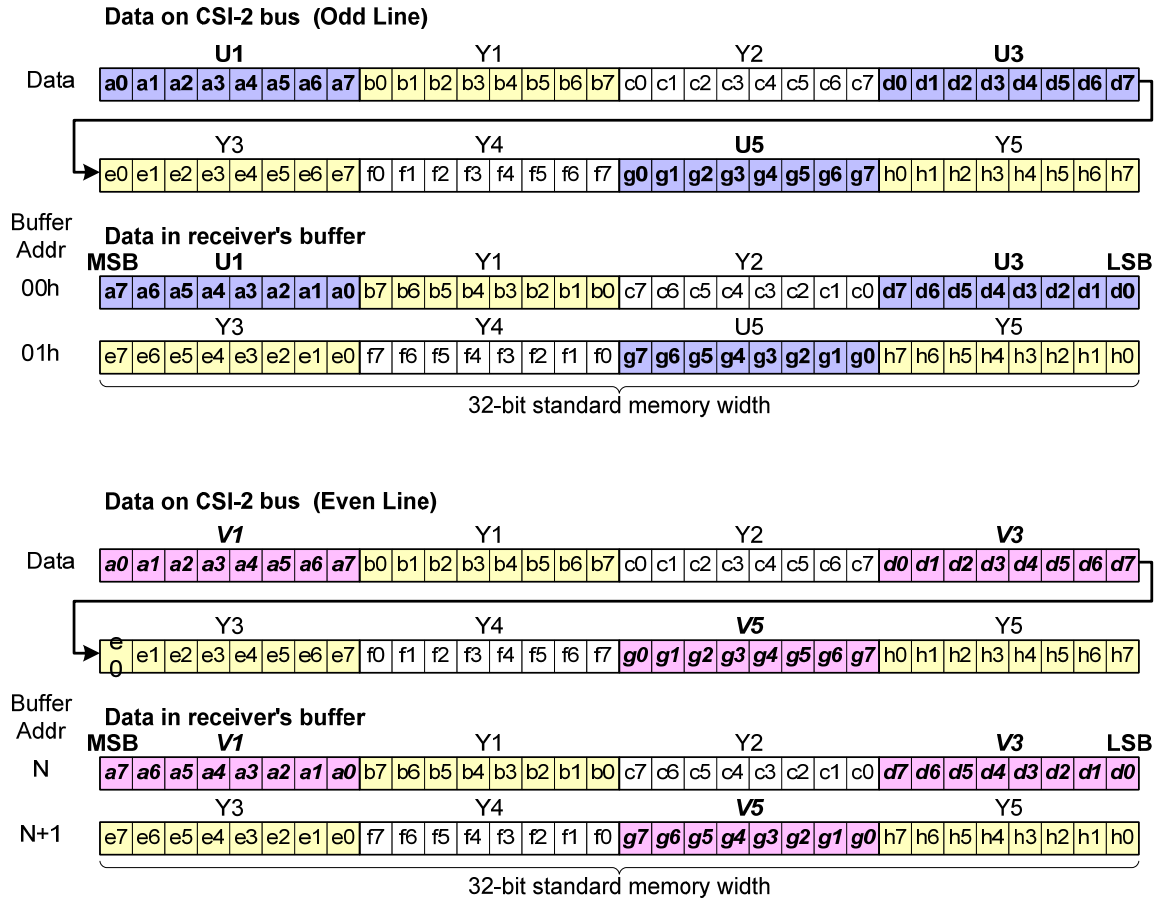 Data on CSI-2 bus (Odd Line)
U1 Y1 Y2 U3
Data a0 a1 a2 a3 a4 a5 a6 a7 b0 b1 b2 b3 b4 b5 b6 b7 c0 c1 c2 c3 c4 c5 c6 c7 d0 d1 d2 d3 d4 d5 d6 d7
Y3 Y4 U5 Y5
e0 e1 e2 e3 e4 e5 e6 e7 f0 f1 f2 f3 f4 f5 f6 f7 g0 g1 g2 g3 g4 g5 g6 g7 h0 h1 h2 h3 h4 h5 h6 h7
Buffer
Addr
Data in receiver's buffer
MSB U1 Y1 Y2 U3 LSB
00h a7 a6 a5 a4 a3 a2 a1 a0 b7 b6 b5 b4 b3 b2 b1 b0 c7 c6 c5 c4 c3 c2 c1 c0 d7 d6 d5 d4 d3 d2 d1 d0
Y3 Y4 U5 Y5
01h e7 e6 e5 e4 e3 e2 e1 e0 f7 f6 f5 f4 f3 f2 f1 f0 g7 g6 g5 g4 g3 g2 g1 g0 h7 h6 h5 h4 h3 h2 h1 h0
32-bit standard memory width
Data on CSI-2 bus (Even Line)
V1 Y1 Y2 V3
Data a0 a1 a2 a3 a4 a5 a6 a7 b0 b1 b2 b3 b4 b5 b6 b7 c0 c1 c2 c3 c4 c5 c6 c7 d0 d1 d2 d3 d4 d5 d6 d7
Y3 Y4 V5 Y5
e0 e1 e2 e3 e4 e5 e6 e7 f0 f1 f2 f3 f4 f5 f6 f7 g0 g1 g2 g3 g4 g5 g6 g7 h0 h1 h2 h3 h4 h5 h6 h7
Buffer
Addr
Data in receiver's buffer
MSB V1 Y1 Y2 V3 LSB
N a7 a6 a5 a4 a3 a2 a1 a0 b7 b6 b5 b4 b3 b2 b1 b0 c7 c6 c5 c4 c3 c2 c1 c0 d7 d6 d5 d4 d3 d2 d1 d0
Y3 Y4 V5 Y5
N+1 e7 e6 e5 e4 e3 e2 e1 e0 f7 f6 f5 f4 f3 f2 f1 f0 g7 g6 g5 g4 g3 g2 g1 g0 h7 h6 h5 h4 h3 h2 h1 h0
32-bit standard memory width